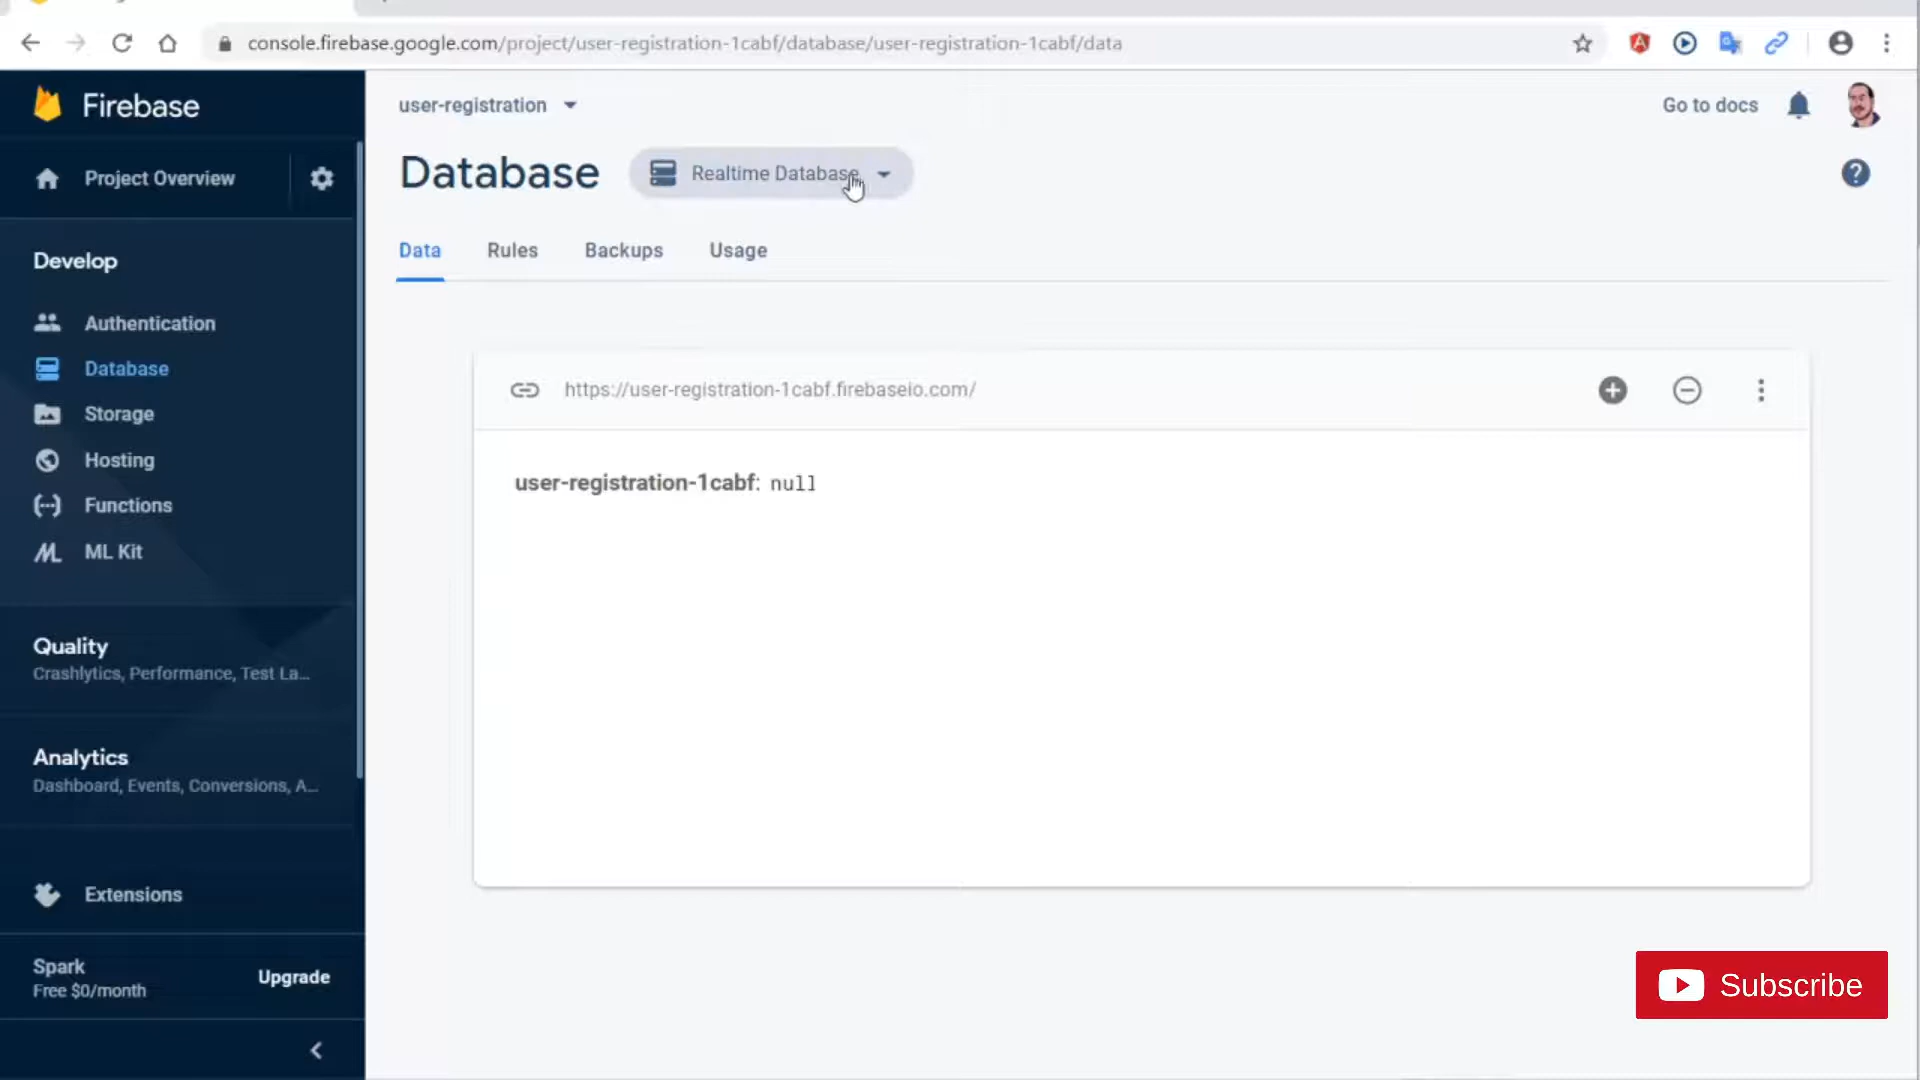 console.firebase.google.com/project/user-registration-1cabf/database/user-registration-1cabf/data
Firebase
user-registration
Go to docs
Project Overview
Database
Realtime Database
Data
Rules
Backups
Usage
Develop
Authentication
Database
Storage
Hosting
Functions
ML Kit
https://user-registration-1cabf.firebaseio.com/
user-registration-1cabf: null
Quality
Crashlytics, Performance, Test La...
Analytics
Dashboard, Events, Conversions, A...
Extensions
Spark
Free $0/month
Upgrade
Subscribe